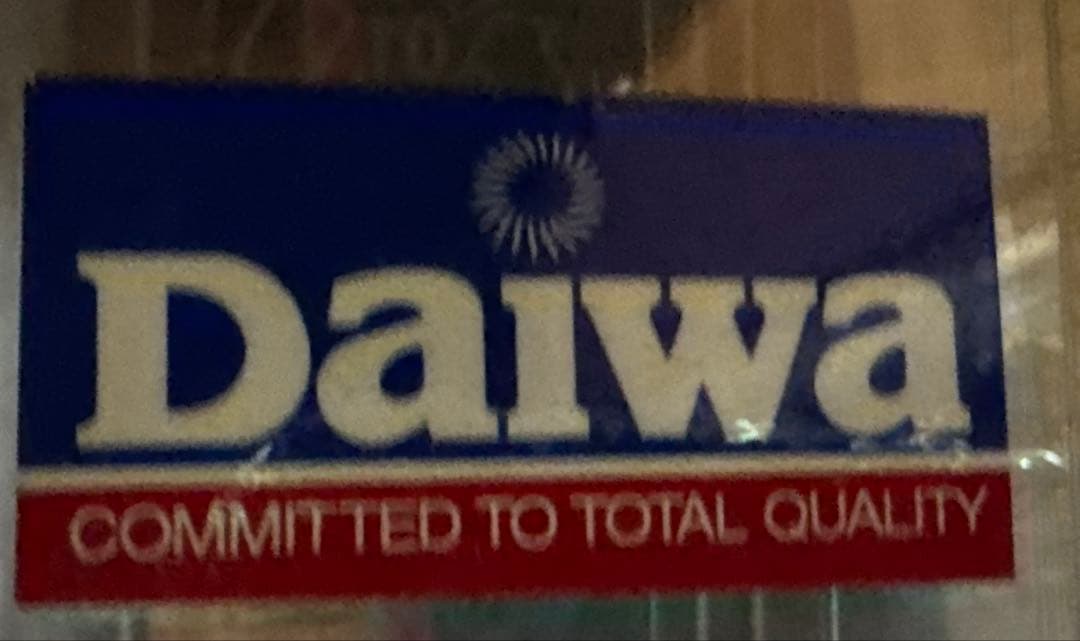 Daiwa
COMMITTED TO TOTAL QUALITY